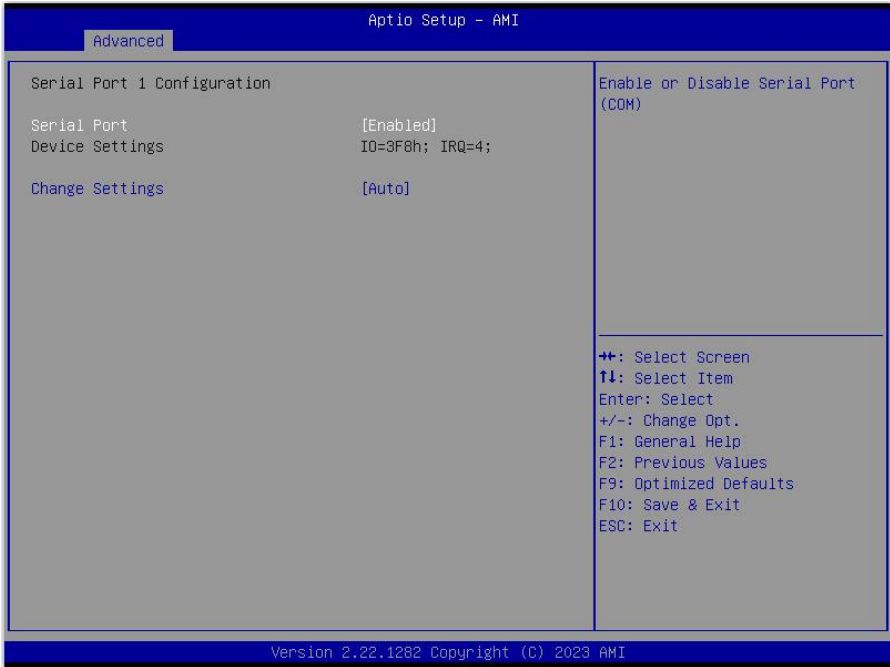 Aptio Setup - AMI
Advanced
Serial Port 1 Configuration
Serial Port [Enabled]
Device Settings IO=3F8h; IRQ=4;
Change Settings [Auto]
Enable or Disable Serial Port
(COM)
→←: Select Screen
↑↓: Select Item
Enter: Select
+/-: Change Opt.
F1: General Help
F2: Previous Values
F9: Optimized Defaults
F10: Save & Exit
ESC: Exit
Version 2.22.1282 Copyright (C) 2023 AMI